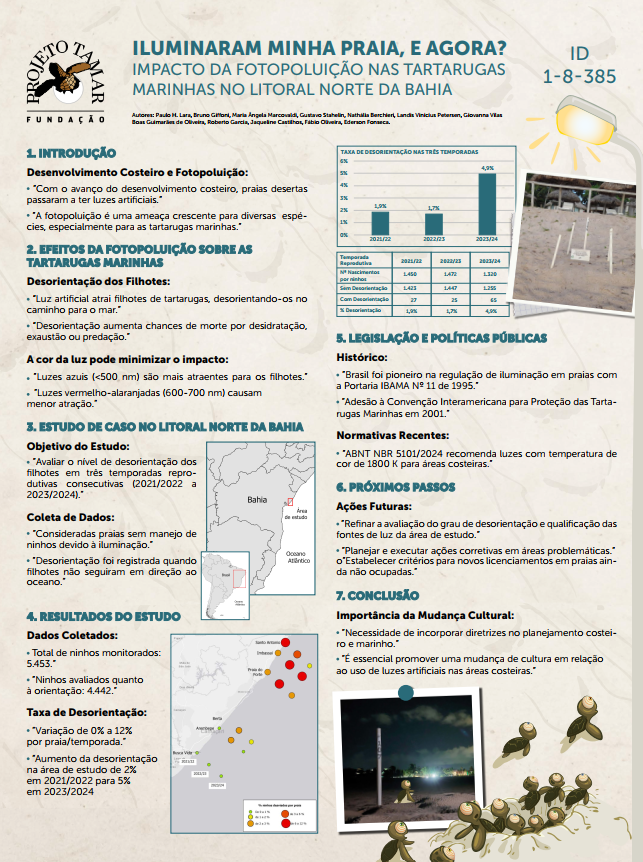 PROJETO TAMAR
FUNDAÇÃO
ILUMINARAM MINHA PRAIA, E AGORA?
IMPACTO DA FOTOPOLUIÇÃO NAS TARTARUGAS
MARINHAS NO LITORAL NORTE DA BAHIA
ID
1-8-385
Autores: Paulo H. Lara, Bruno Giffoni, Maria Ângela Marcovaldi, Gustavo Stahelin, Nathália Berchieri, Landis Vinícius Petersen, Giovanna Vilas
Boas Guimarães de Oliveira, Roberto Garcia, Jaqueline Castilhos, Fábio Oliveira, Ederson Fonseca.
1. INTRODUÇÃO
Desenvolvimento Costeiro e Fotopoluição:
• "Com o avanço do desenvolvimento costeiro, praias desertas
passaram a ter luzes artificiais."
• "A fotopoluição é uma ameaça crescente para diversas espé-
cies, especialmente para as tartarugas marinhas."
2. EFEITOS DA FOTOPOLUIÇÃO SOBRE AS
TARTARUGAS MARINHAS
Desorientação dos Filhotes:
• "Luz artificial atrai filhotes de tartarugas, desorientando-os no
caminho para o mar."
• "Desorientação aumenta chances de morte por desidratação,
exaustão ou predação."
A cor da luz pode minimizar o impacto:
• "Luzes azuis (<500 nm) são mais atraentes para os filhotes."
• "Luzes vermelho-alaranjadas (600-700 nm) causam
menor atração."
3. ESTUDO DE CASO NO LITORAL NORTE DA BAHIA
Objetivo do Estudo:
• "Avaliar o nível de desorientação dos
filhotes em três temporadas repro-
dutivas consecutivas (2021/2022 a
2023/2024)."
Coleta de Dados:
• "Consideradas praias sem manejo de
ninhos devido à iluminação."
• "Desorientação foi registrada quando
filhotes não seguiram em direção ao
oceano."
Bahia
Área
de estudo
Oceano
Atlântico
Brasil
Oceano
Atlântico
4. RESULTADOS DO ESTUDO
Dados Coletados:
• Total de ninhos monitorados:
5.453."
• "Ninhos avaliados quanto
à orientação: 4.442."
Taxa de Desorientação:
• "Variação de 0% a 12%
por praia/temporada."
• "Aumento da desorientação
na área de estudo de 2%
em 2021/2022 para 5%
em 2023/2024
Santo Antonio
Imbassaí
Praia do
Forte
Berta
Arembepe
Busca Vida
2021/22
2022/23
2023/24
TAXA DE DESORIENTAÇÃO NAS TRÊS TEMPORADAS
6%
5%
4%
3%
2%
1%
0%
1,9%
1,7%
4,9%
2021/22
2022/23
2023/24
Temporada Reprodutiva 2021/22 2022/23 2023/24
Nº Nascimentos por ninhos 1.450 1.472 1.320
Sem Desorientação 1.423 1.447 1.255
Com Desorientação 27 25 65
% Desorientação 1,9% 1,7% 4,9%
5. LEGISLAÇÃO E POLÍTICAS PÚBLICAS
Histórico:
• "Brasil foi pioneiro na regulação de iluminação em praias com
a Portaria IBAMA Nº 11 de 1995."
• "Adesão à Convenção Interamericana para Proteção das Tarta-
rugas Marinhas em 2001."
Normativas Recentes:
• "ABNT NBR 5101/2024 recomenda luzes com temperatura de
cor de 1800 K para áreas costeiras."
6. PRÓXIMOS PASSOS
Ações Futuras:
• "Refinar a avaliação do grau de desorientação e qualificação das
fontes de luz da área de estudo."
• "Planejar e executar ações corretivas em áreas problemáticas."
o"Estabelecer critérios para novos licenciamentos em praias ain-
da não ocupadas."
7. CONCLUSÃO
Importância da Mudança Cultural:
• "Necessidade de incorporar diretrizes no planejamento costei-
ro e marinho."
• "É essencial promover uma mudança de cultura em relação
ao uso de luzes artificiais nas áreas costeiras."